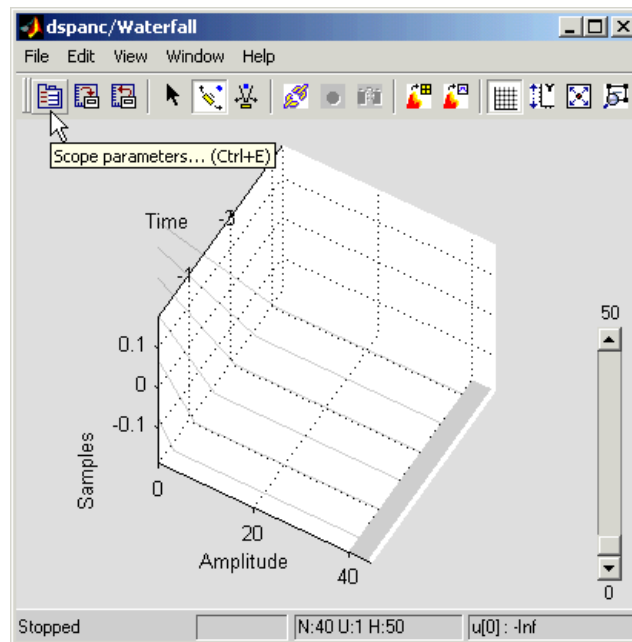 dspanc/Waterfall
File Edit View Window Help
Scope parameters... (Ctrl+E)
Time
-3
-1
50
0.1
0
-0.1
Samples
0
20
40
Amplitude
0
Stopped N:40 U:1 H:50 u[0] : -Inf